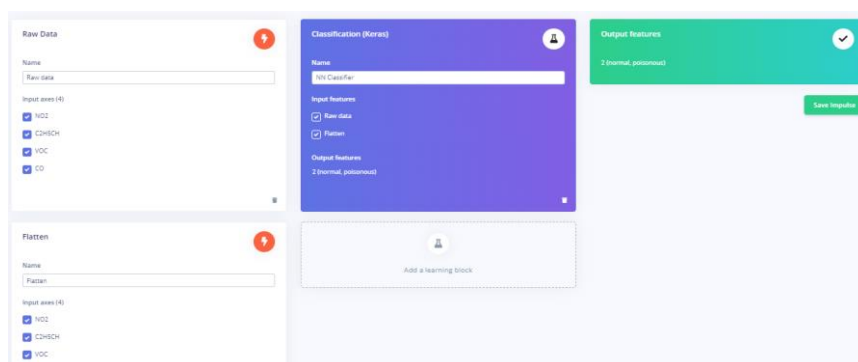 Raw Data
Name
Raw data
Input axes (4)
NO2
C2H5CH
VOC
CO
Flatten
Name
Flatten
Input axes (4)
NO2
C2H5CH
VOC
Classification (Keras)
Name
NN Classifier
Input features
Raw data
Flatten
Output features
2 (normal, poisonous)
Add a learning block
Output features
2 (normal, poisonous)
Save Impulse